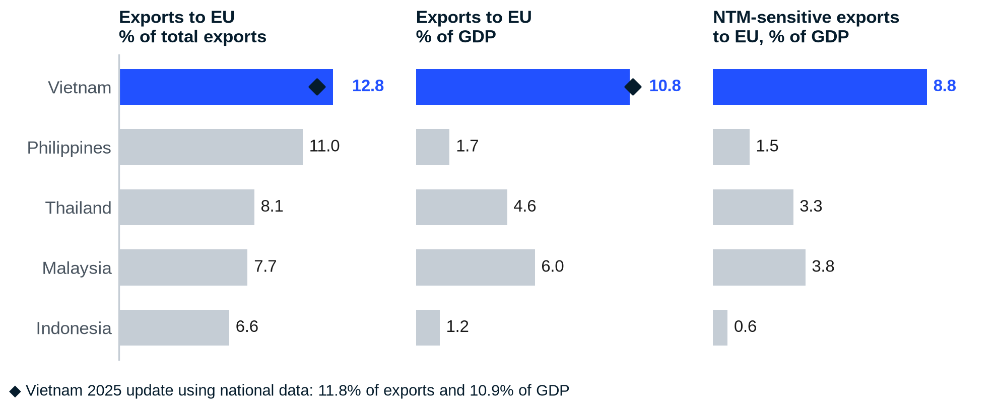 Exports to EU
% of total exports
Exports to EU
% of GDP
NTM-sensitive exports
to EU, % of GDP
Vietnam 12.8 10.8 8.8
Philippines 11.0 1.7 1.5
Thailand 8.1 4.6 3.3
Malaysia 7.7 6.0 3.8
Indonesia 6.6 1.2 0.6
◆ Vietnam 2025 update using national data: 11.8% of exports and 10.9% of GDP